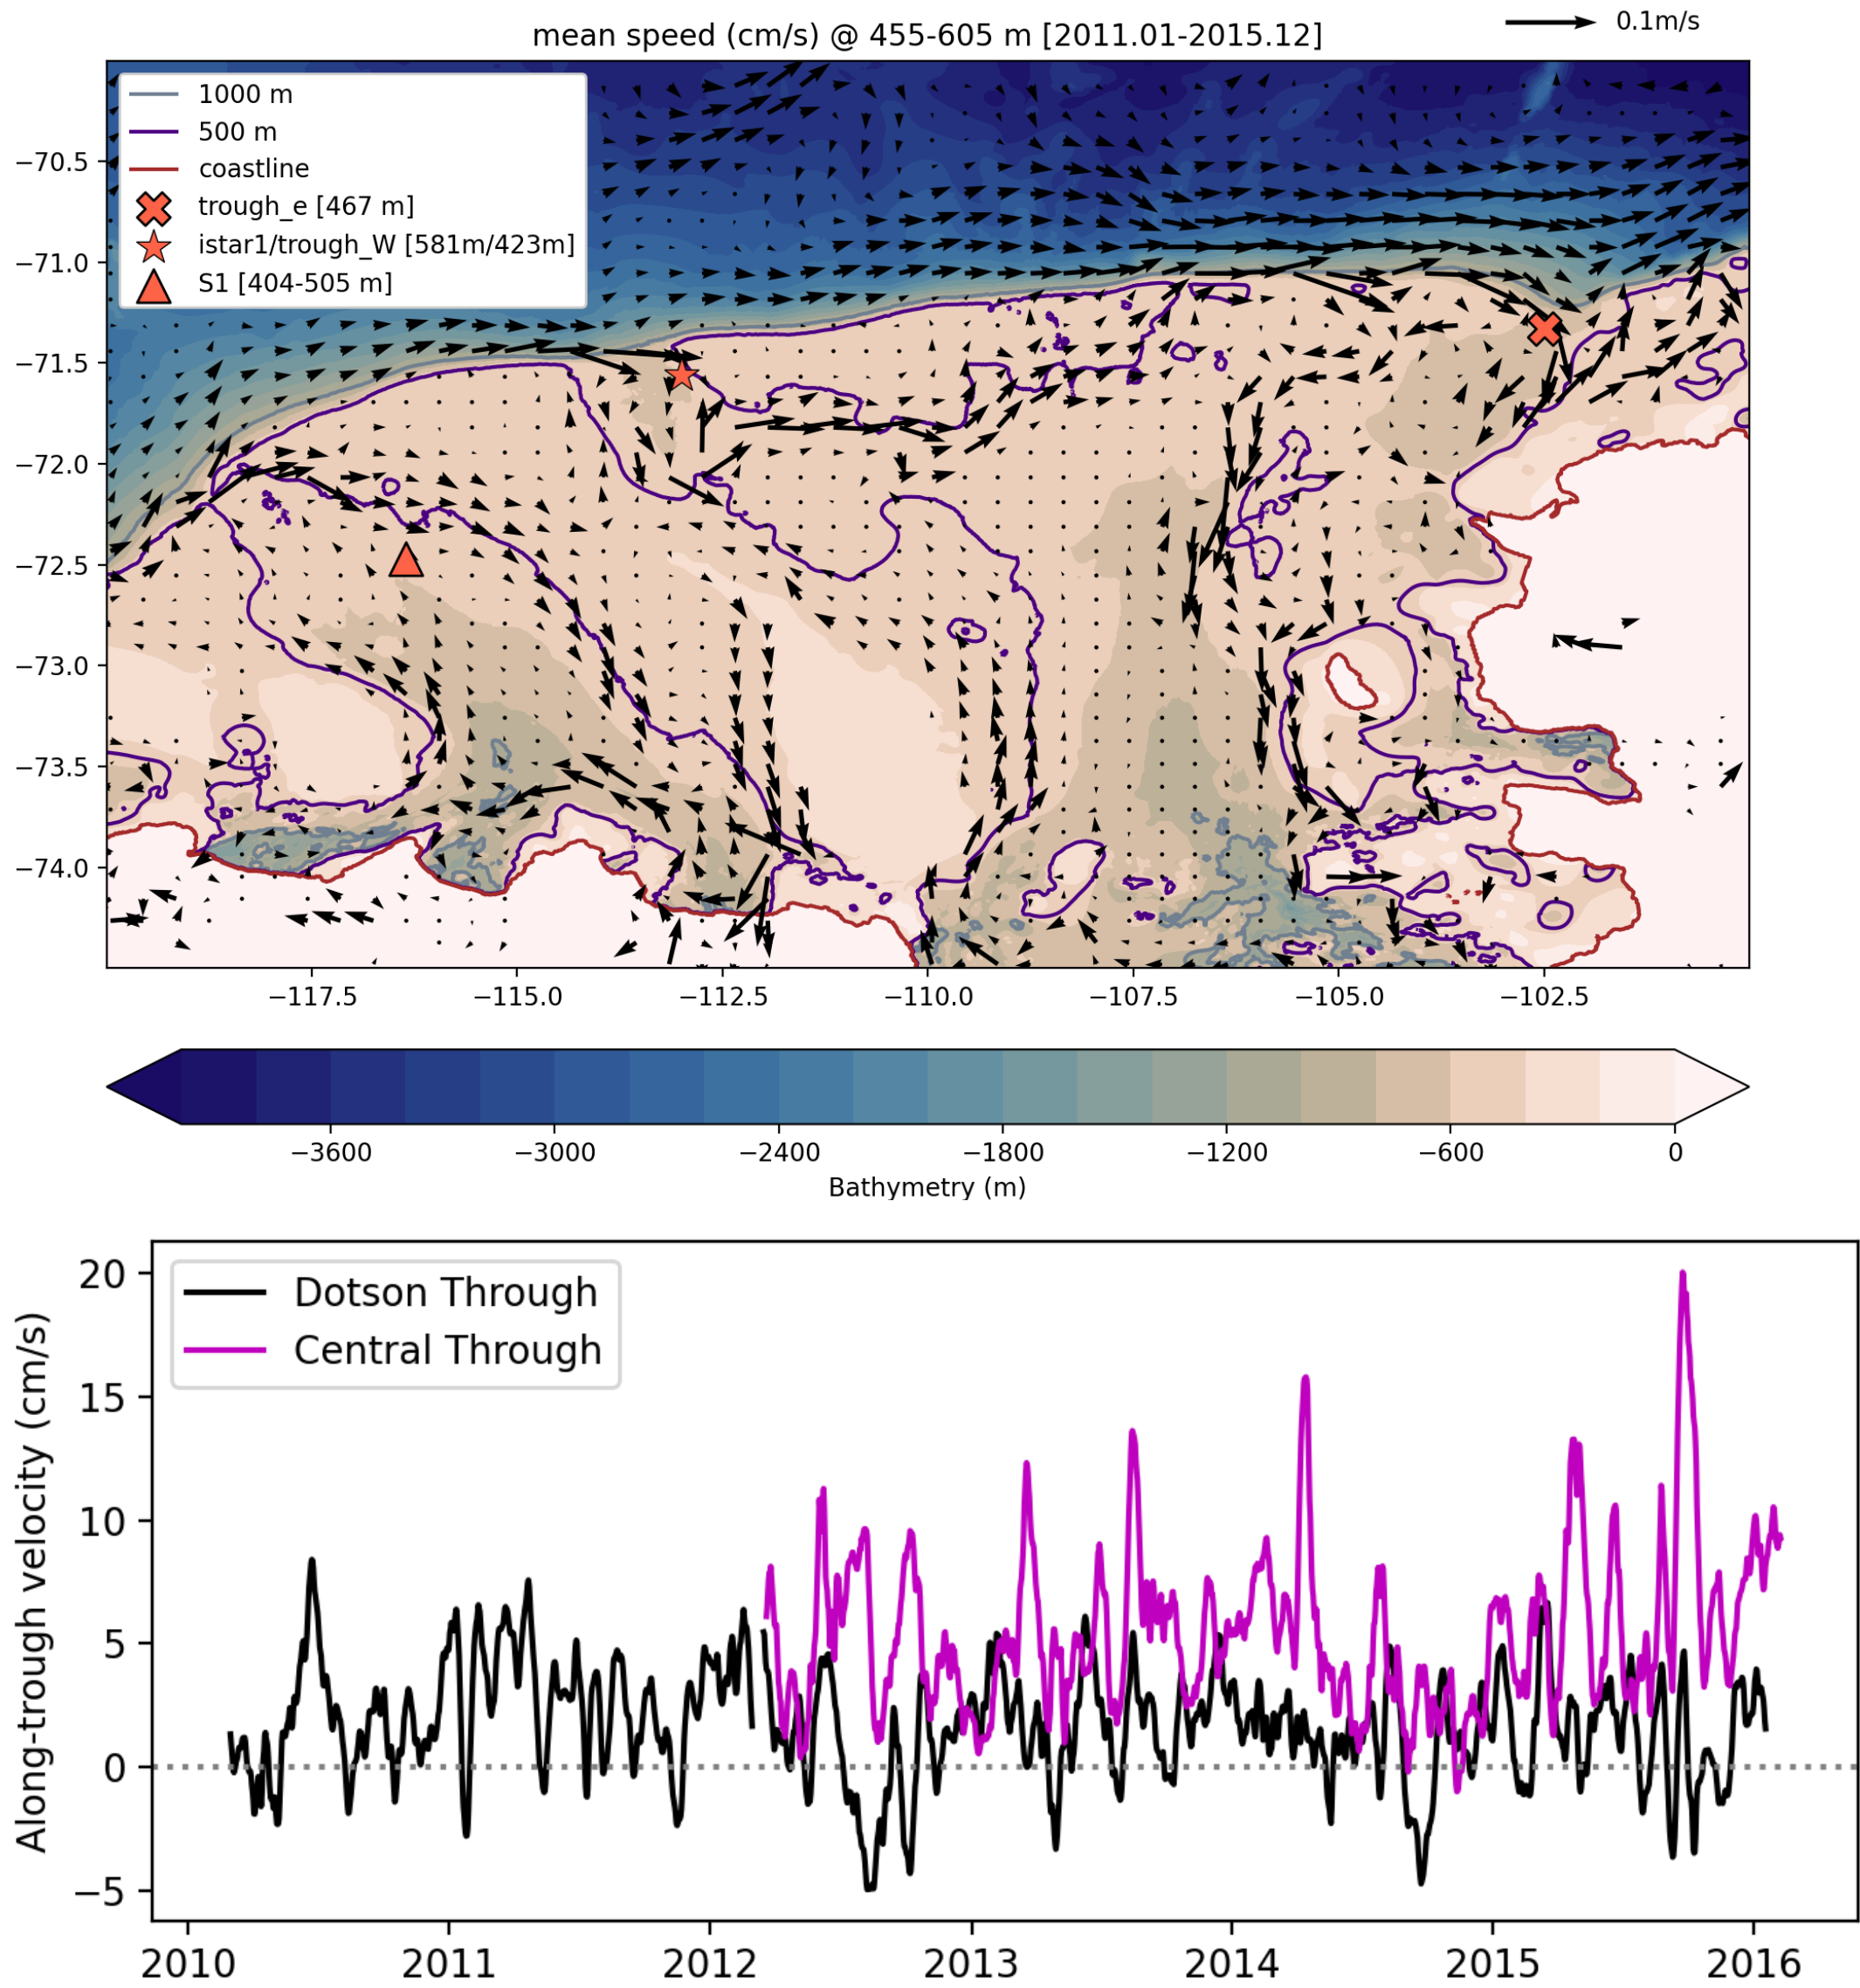 mean speed (cm/s) @ 455-605 m [2011.01-2015.12]
0.1m/s
1000 m
500 m
coastline
trough_e [467 m]
istar1/trough_W [581m/423m]
S1 [404-505 m]
−70.5
−71.0
−71.5
−72.0
−72.5
−73.0
−73.5
−74.0
−117.5 −115.0 −112.5 −110.0 −107.5 −105.0 −102.5
−3600 −3000 −2400 −1800 −1200 −600 0
Bathymetry (m)
Along-trough velocity (cm/s)
20
15
10
5
0
−5
Dotson Through
Central Through
2010 2011 2012 2013 2014 2015 2016